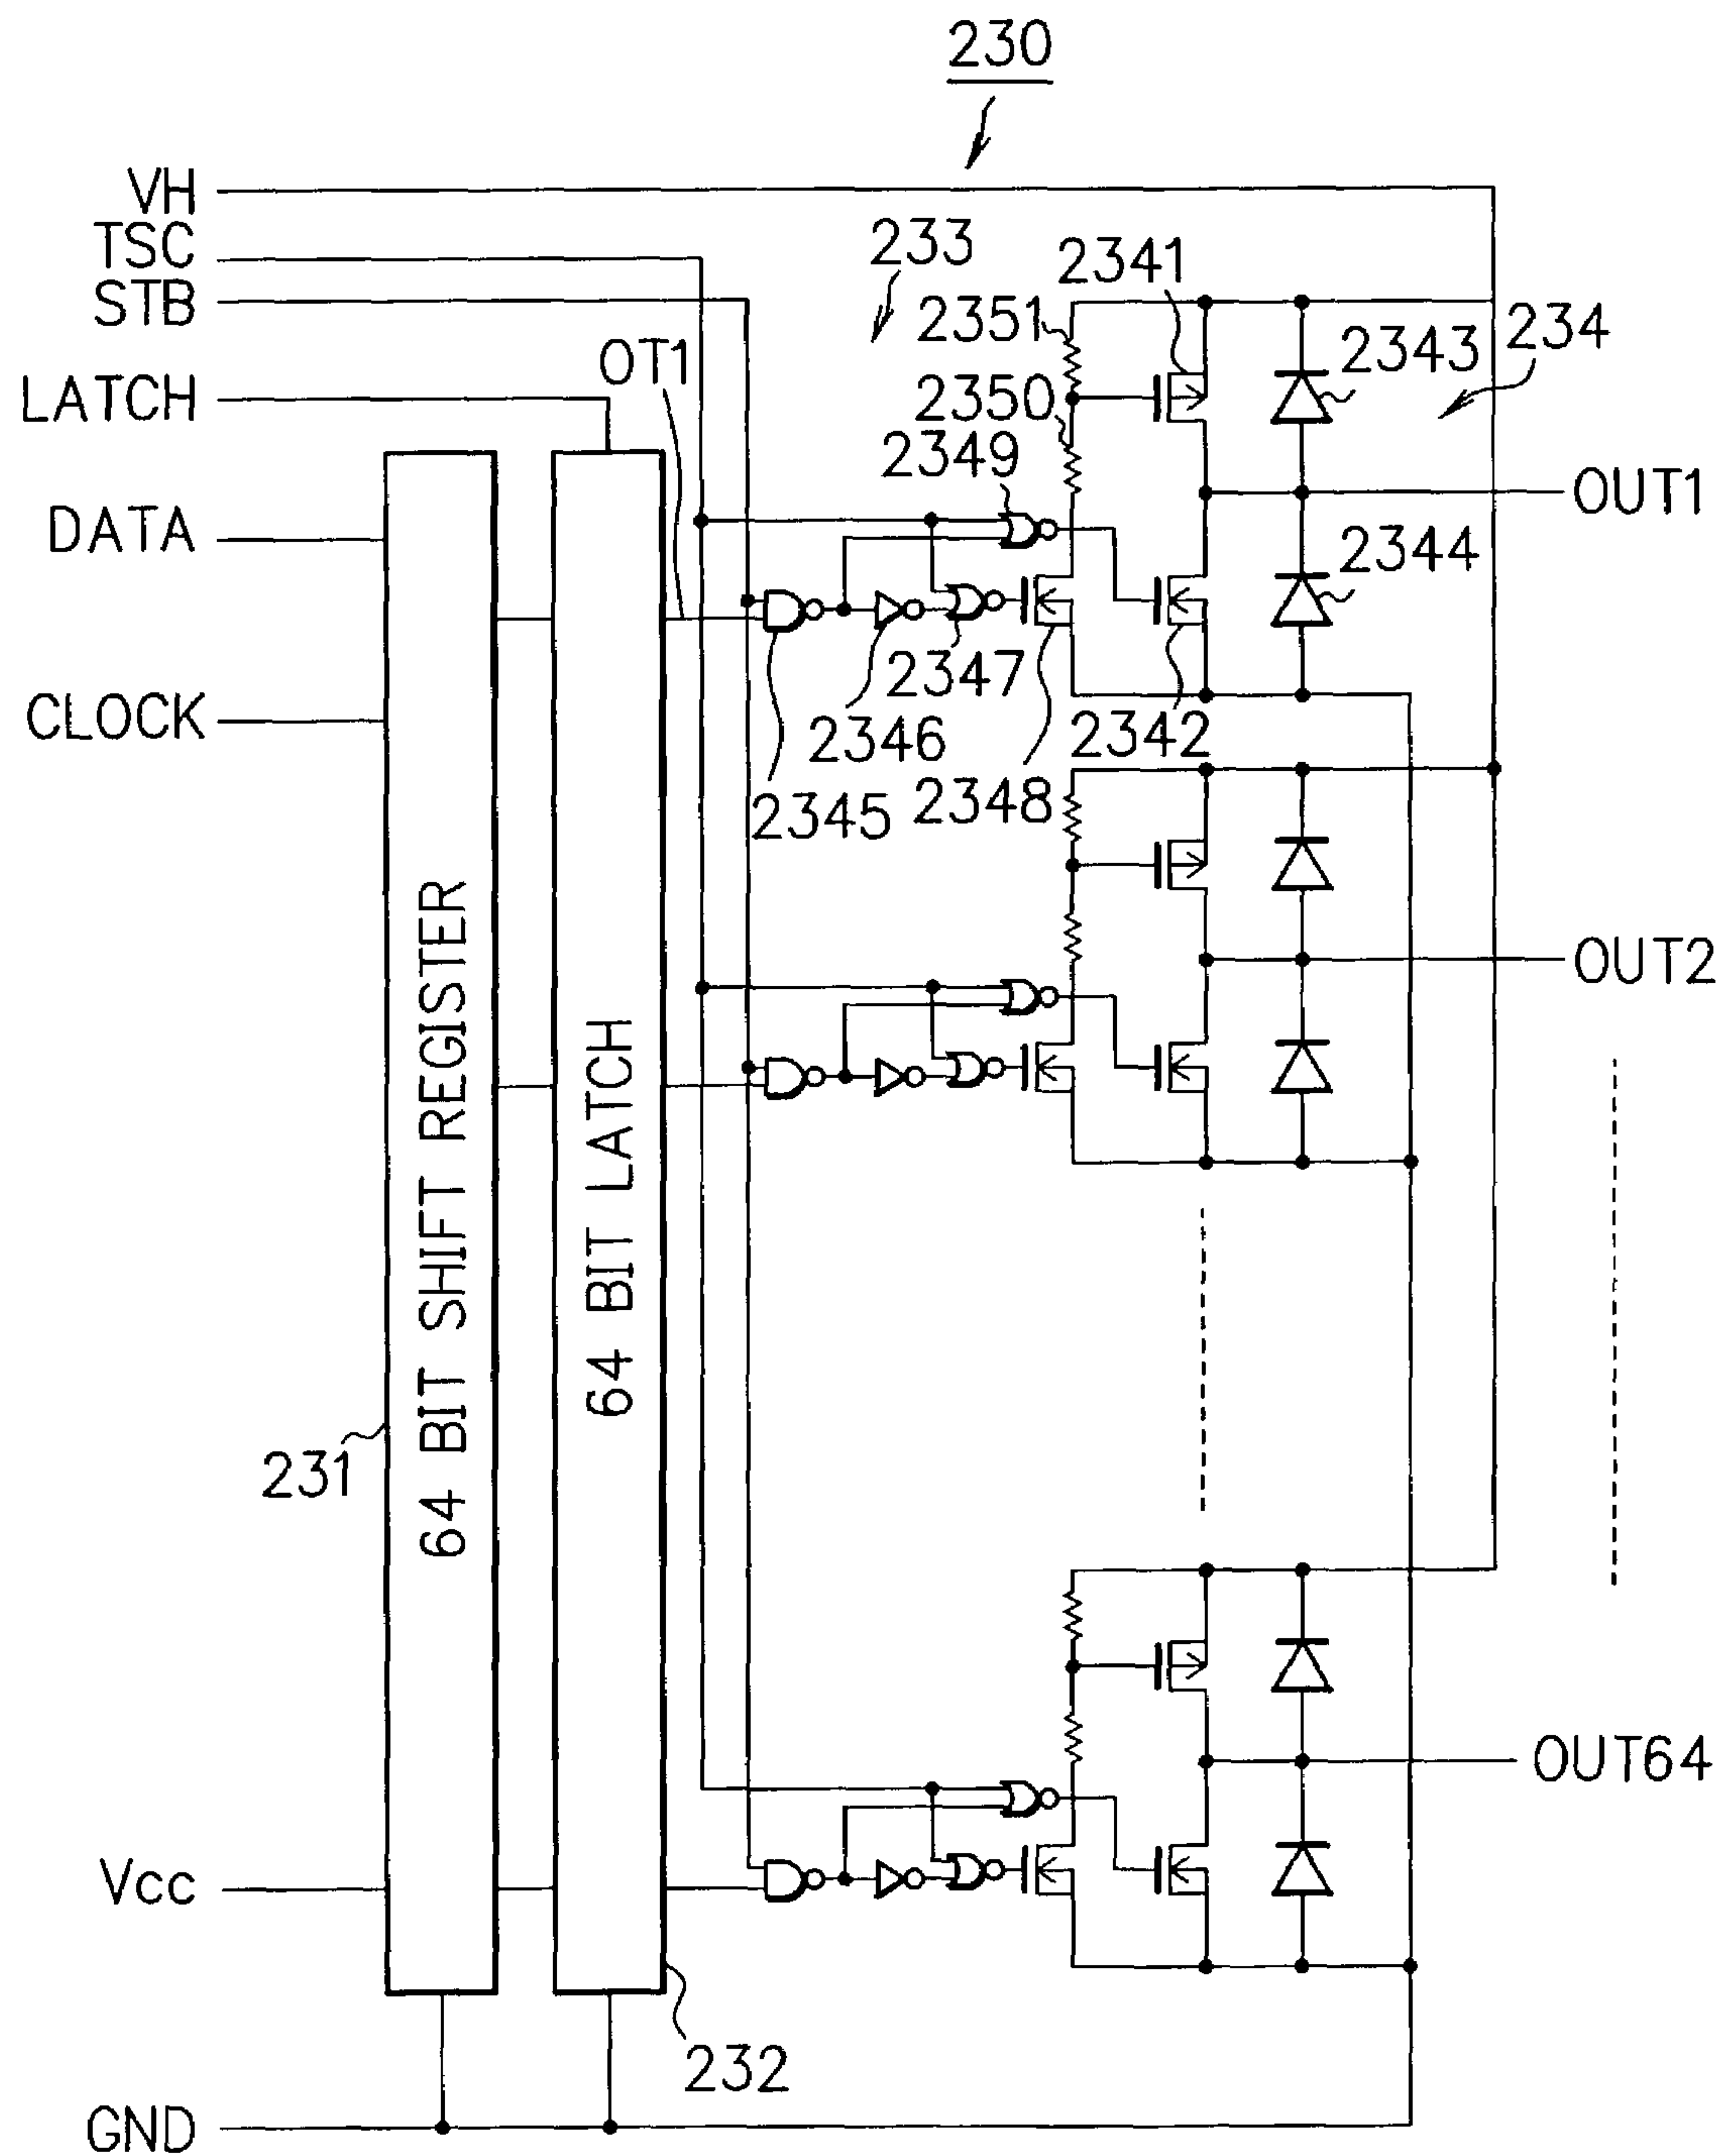 230
VH
TSC
STB
LATCH
DATA
CLOCK
Vcc
GND
OT1
233
2341
2351
2343
234
2350
2349
OUT1
2344
2347
2346
2342
2345
2348
OUT2
64 BIT SHIFT REGISTER
64 BIT LATCH
231
OUT64
232